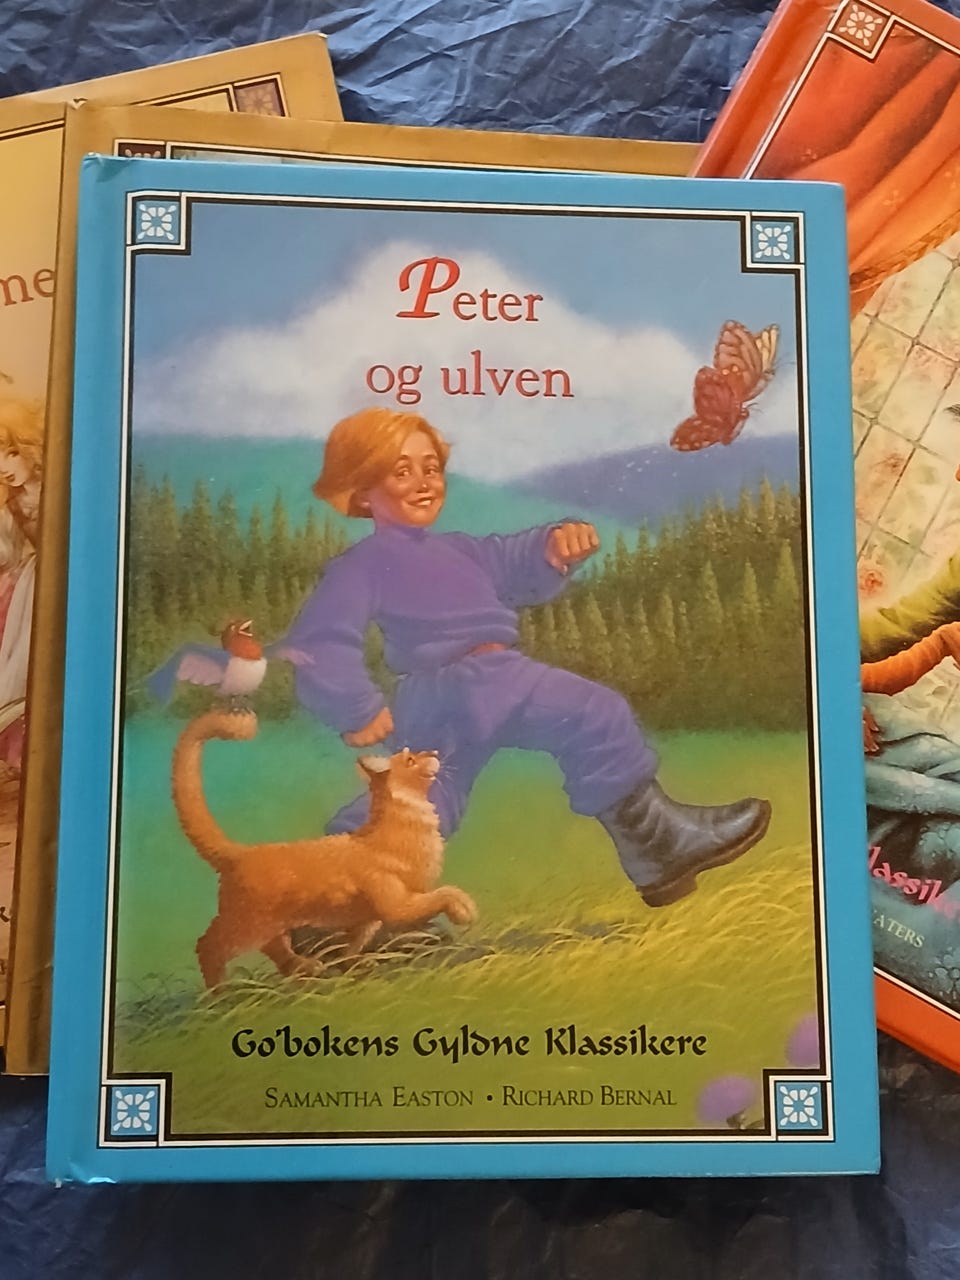 Peter
og ulven
Go'bokens Gyldne Klassikere
Samantha Easton • Richard Bernal